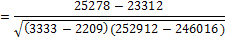 = (25278 − 23312) / √((3333 − 2209) (252912 − 246016))